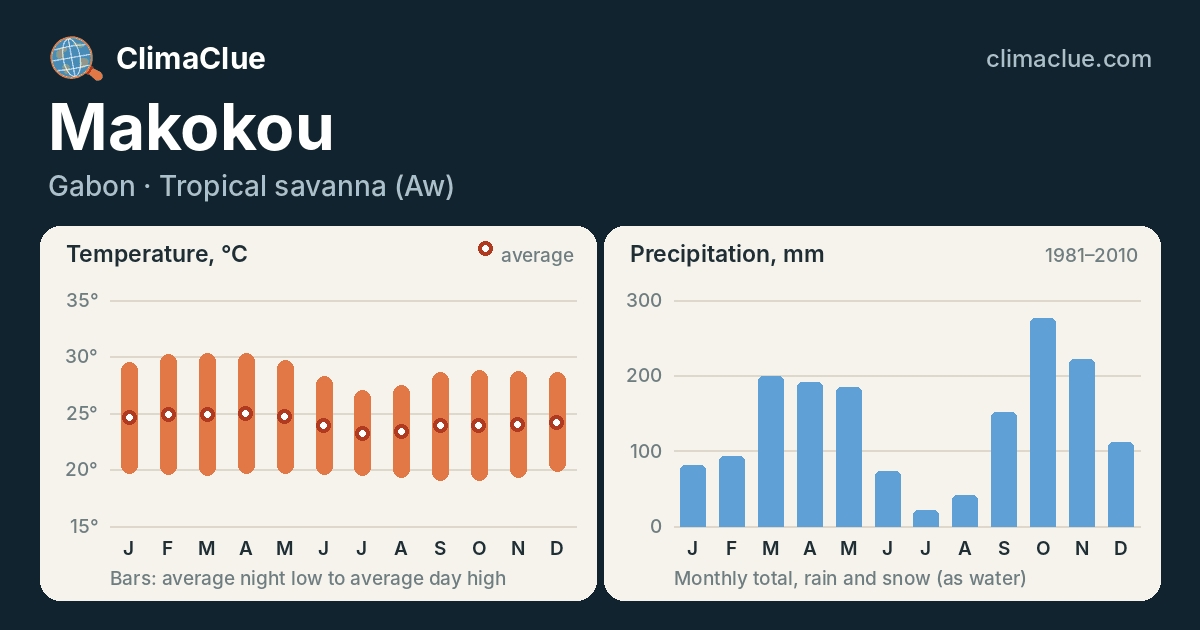 ClimaClue
climaclue.com
Makokou
Gabon · Tropical savanna (Aw)
Temperature, °C
average
35°
30°
25°
20°
15°
J F M A M J J A S O N D
Bars: average night low to average day high
Precipitation, mm
1981–2010
300
200
100
0
J F M A M J J A S O N D
Monthly total, rain and snow (as water)